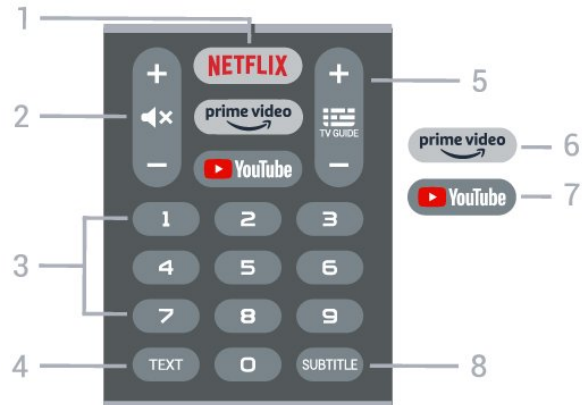 1
+ NETFLIX + 5
2 prime video TV GUIDE
prime video 6
- YouTube -
YouTube 7
1 2 3
3 4 5 6
7 8 9
4 TEXT 0 SUBTITLE 8